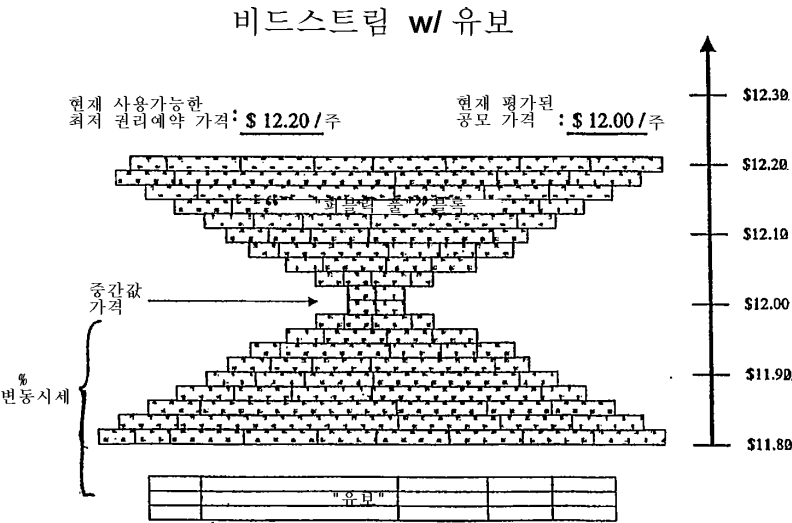 비드스트림 w/ 유보
현재 사용가능한
최저 권리예약 가격: $ 12.20 / 주
현재 평가된
공모 가격 : $ 12.00 / 주
$12.30
$12.20
"퍼블릭 풀" 블록
$12.10
중간값
가격
$12.00
%
변동시세
$11.90
$11.80
"유보"